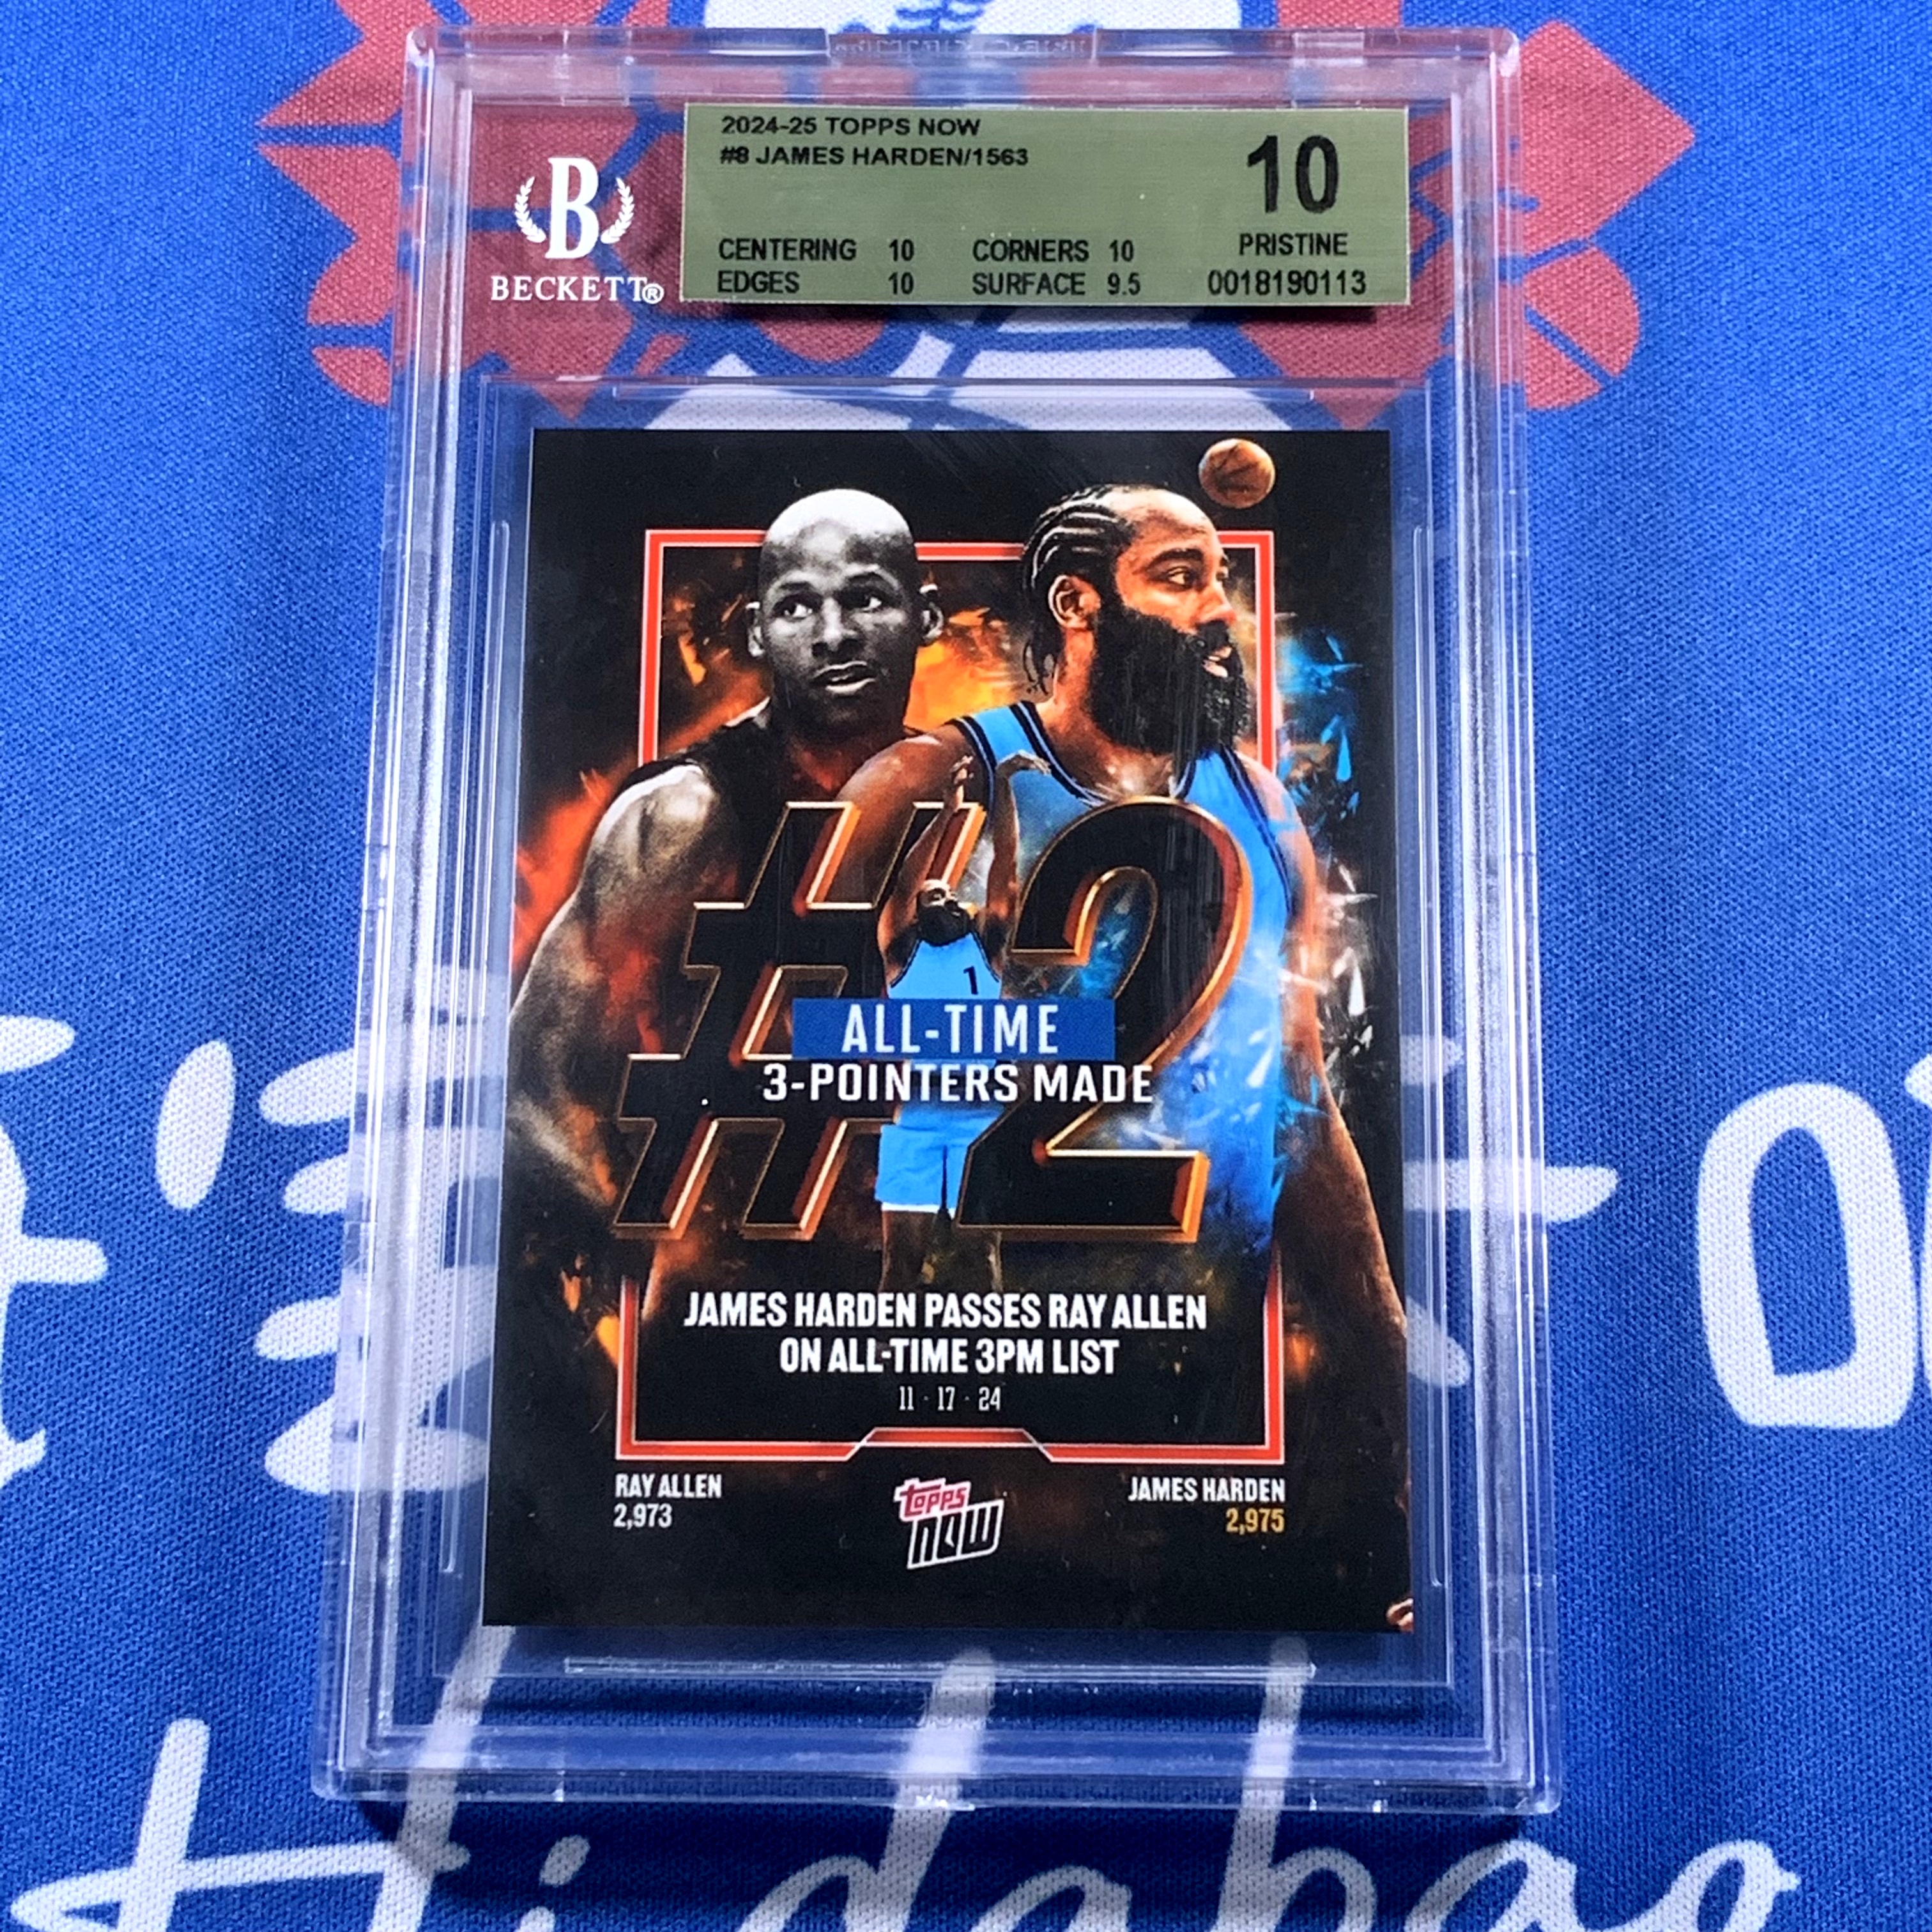 2024-25 TOPPS NOW
#8 JAMES HARDEN/1563
10
CENTERING 10 CORNERS 10 PRISTINE
EDGES 10 SURFACE 9.5 0018190113
B
BECKETT®
#2
1
ALL-TIME
3-POINTERS MADE
JAMES HARDEN PASSES RAY ALLEN
ON ALL-TIME 3PM LIST
11 · 17 · 24
RAY ALLEN
2,973
topps
NOW
JAMES HARDEN
2,975